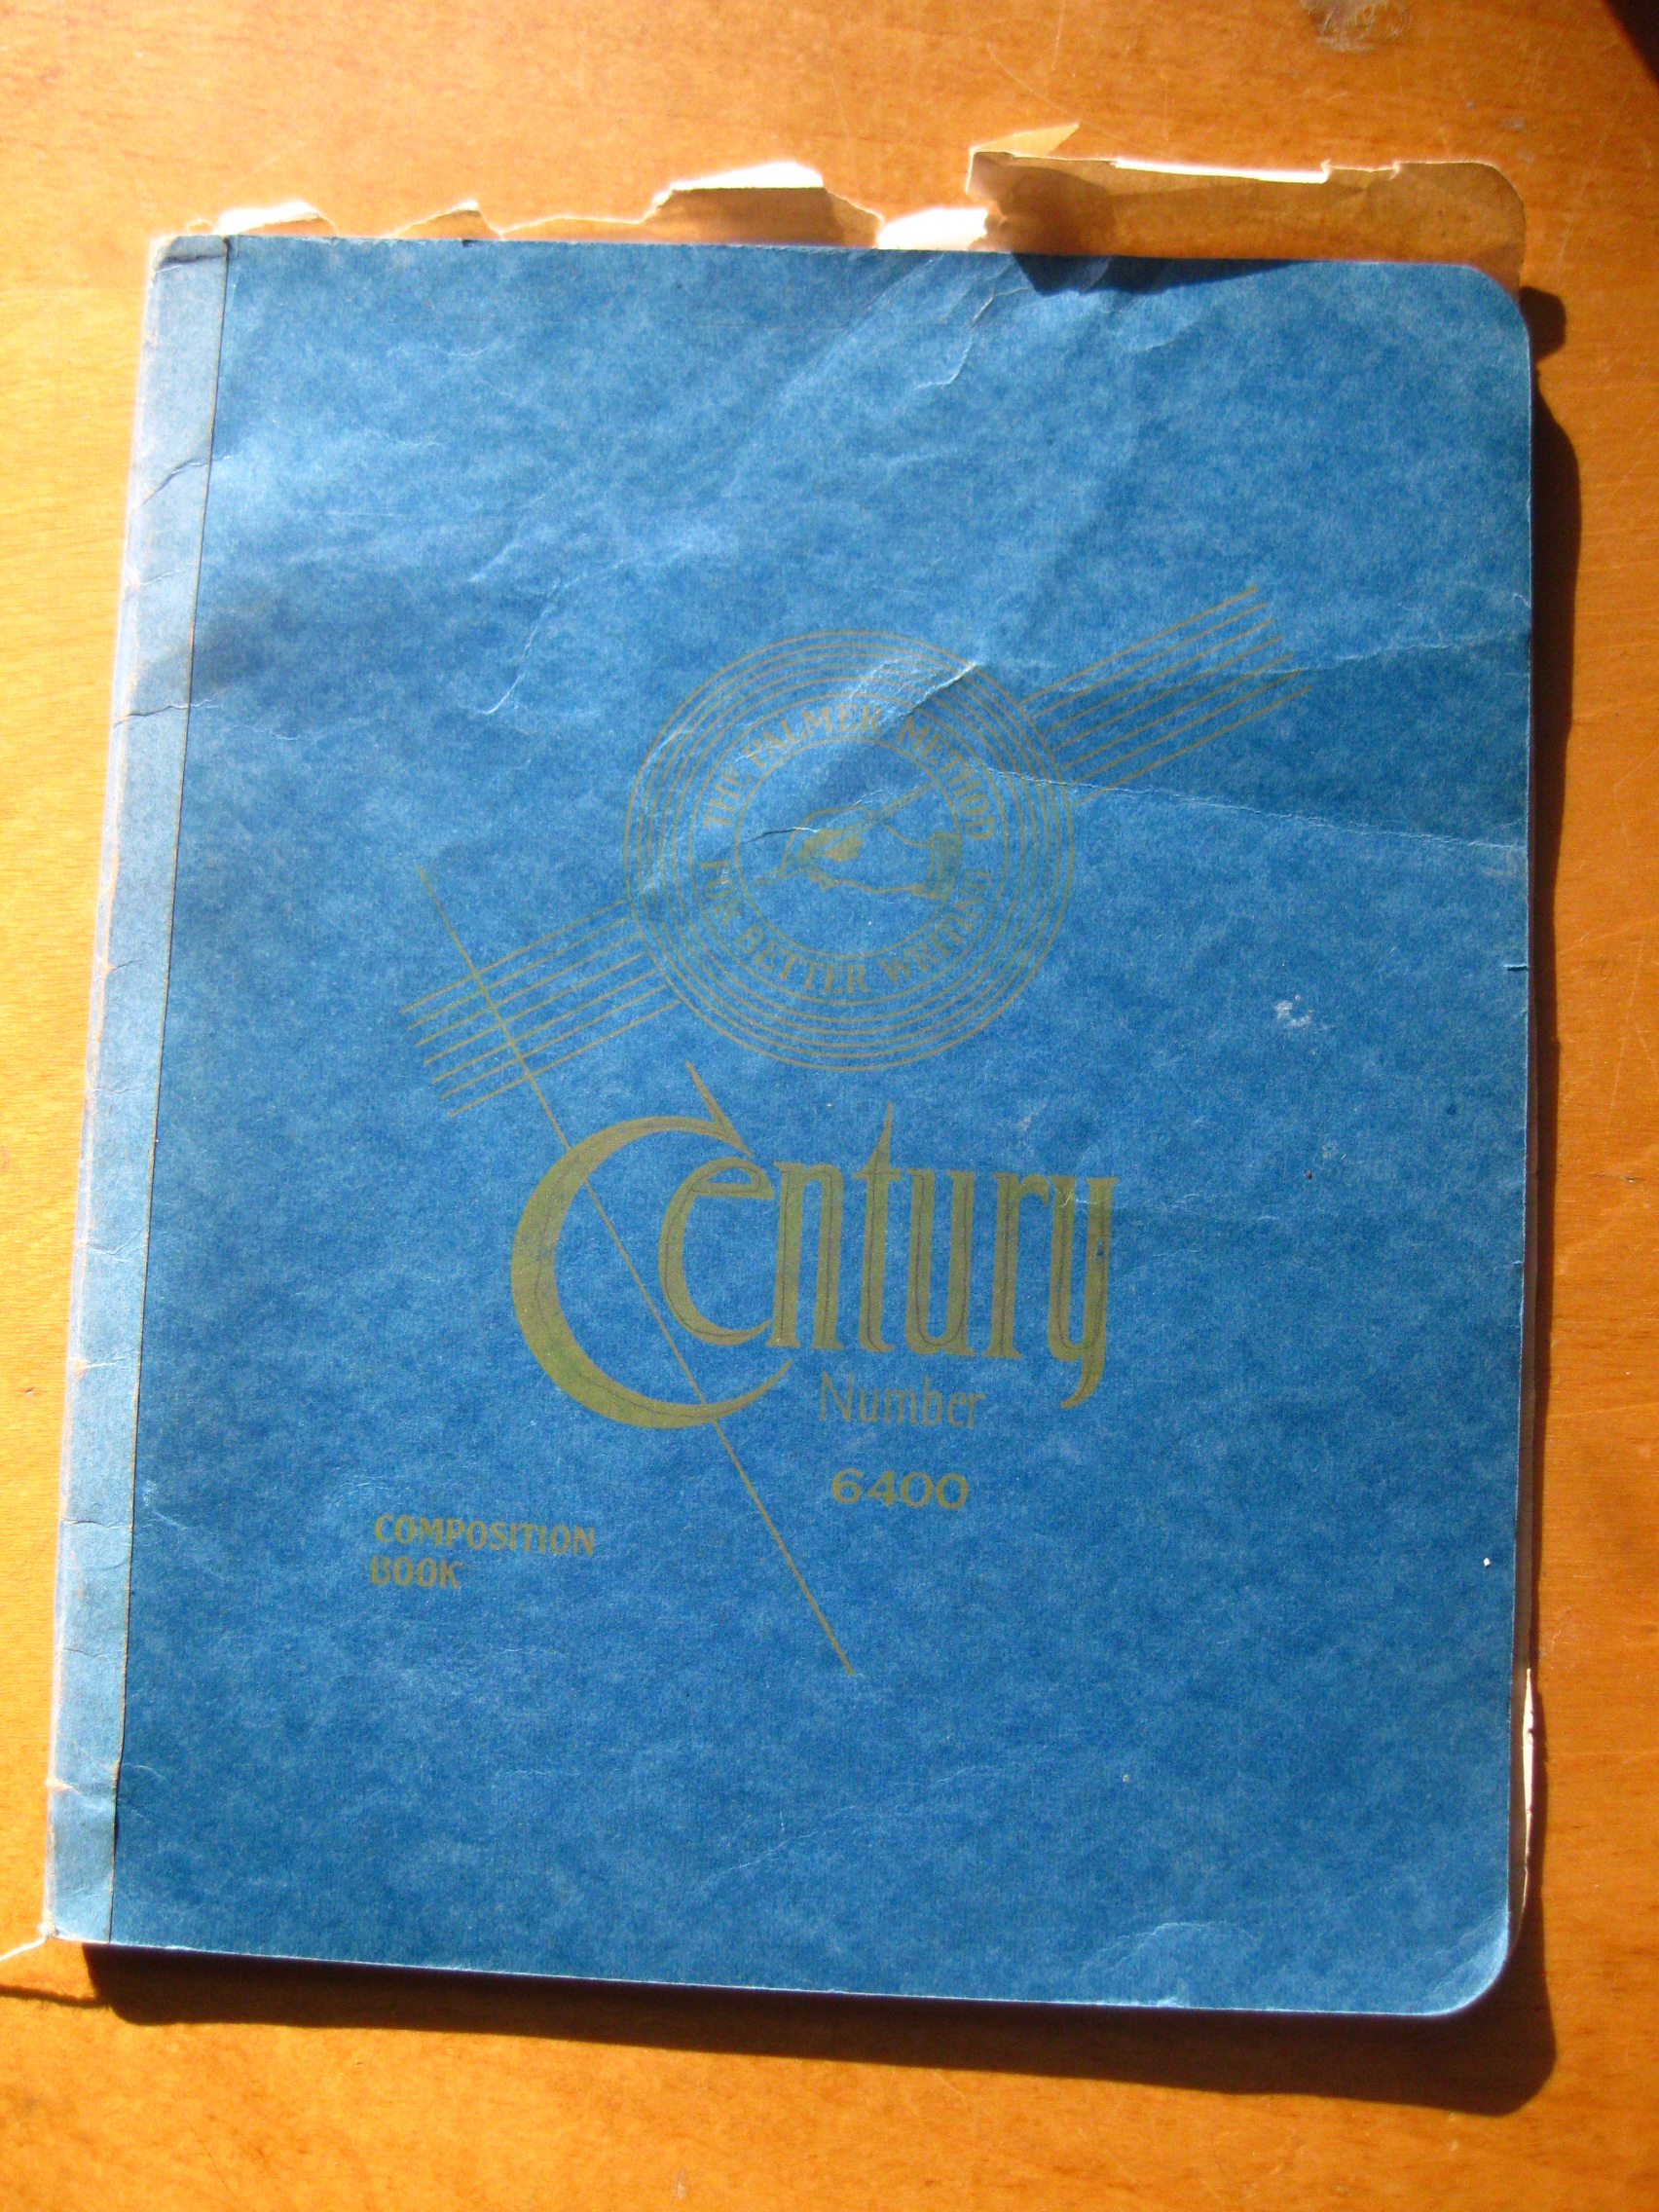 THE PALMER METHOD
FOR BETTER WRITING
Century
Number
6400
COMPOSITION
BOOK